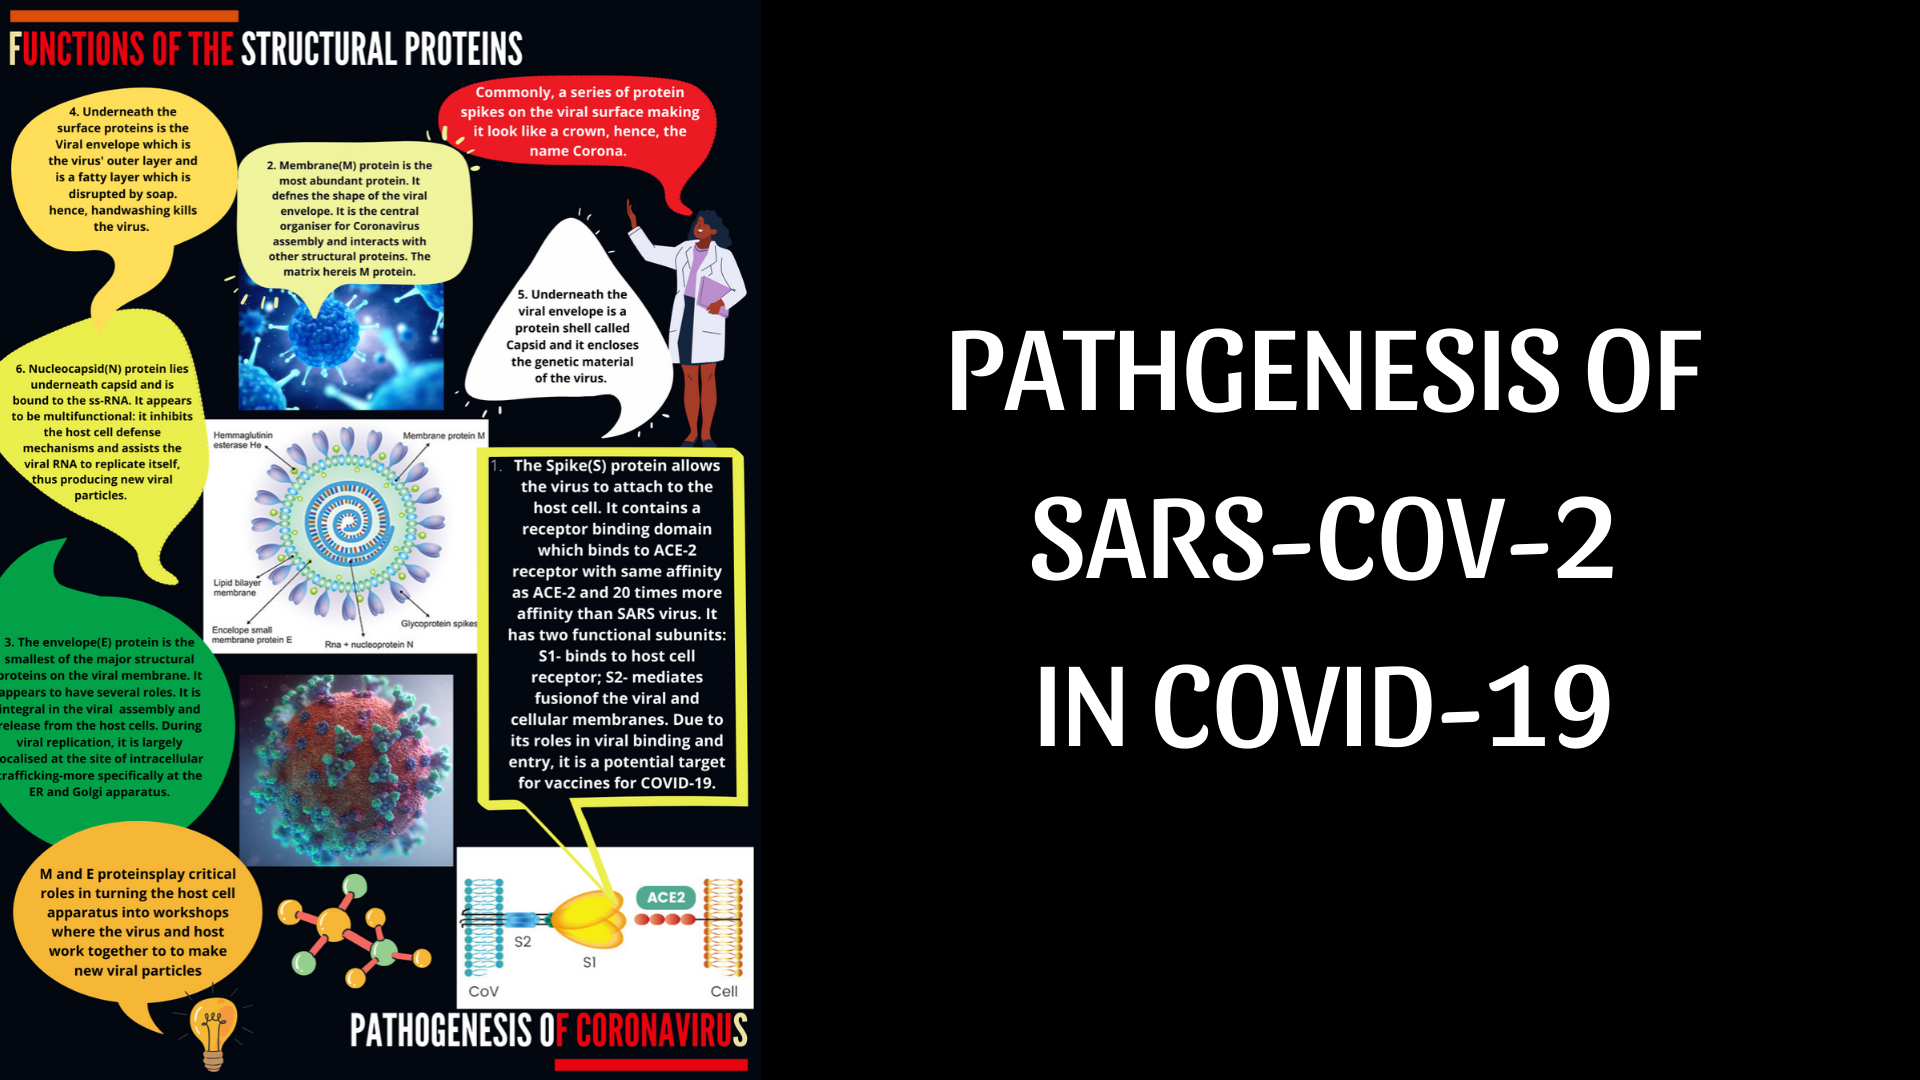 FUNCTIONS OF THE STRUCTURAL PROTEINS
4. Underneath the
surface proteins is the
Viral envelope which is
the virus' outer layer and
is a fatty layer which is
disrupted by soap.
hence, handwashing kills
the virus.
2. Membrane(M) protein is the
most abundant protein. It
defnes the shape of the viral
envelope. It is the central
organiser for Coronavirus
assembly and interacts with
other structural proteins. The
matrix hereis M protein.
Commonly, a series of protein
spikes on the viral surface making
it look like a crown, hence, the
name Corona.
5. Underneath the
viral envelope is a
protein shell called
Capsid and it encloses
the genetic material
of the virus.
6. Nucleocapsid(N) protein lies
underneath capsid and is
bound to the ss-RNA. It appears
to be multifunctional: it inhibits
the host cell defense
mechanisms and assists the
viral RNA to replicate itself,
thus producing new viral
particles.
Hemmaglutinin
esterase He
Membrane protein M
Lipid bilayer
membrane
Encelope small
membrane protein E
Rna + nucleoprotein N
Glycoprotein spikes
1. The Spike(S) protein allows
the virus to attach to the
host cell. It contains a
receptor binding domain
which binds to ACE-2
receptor with same affinity
as ACE-2 and 20 times more
affinity than SARS virus. It
has two functional subunits:
S1- binds to host cell
receptor; S2- mediates
fusionof the viral and
cellular membranes. Due to
its roles in viral binding and
entry, it is a potential target
for vaccines for COVID-19.
3. The envelope(E) protein is the
smallest of the major structural
proteins on the viral membrane. It
appears to have several roles. It is
integral in the viral assembly and
release from the host cells. During
viral replication, it is largely
localised at the site of intracellular
trafficking-more specifically at the
ER and Golgi apparatus.
M and E proteinsplay critical
roles in turning the host cell
apparatus into workshops
where the virus and host
work together to to make
new viral particles
ACE2
S2
S1
CoV
Cell
PATHOGENESIS OF CORONAVIRUS
PATHGENESIS OF
SARS-COV-2
IN COVID-19